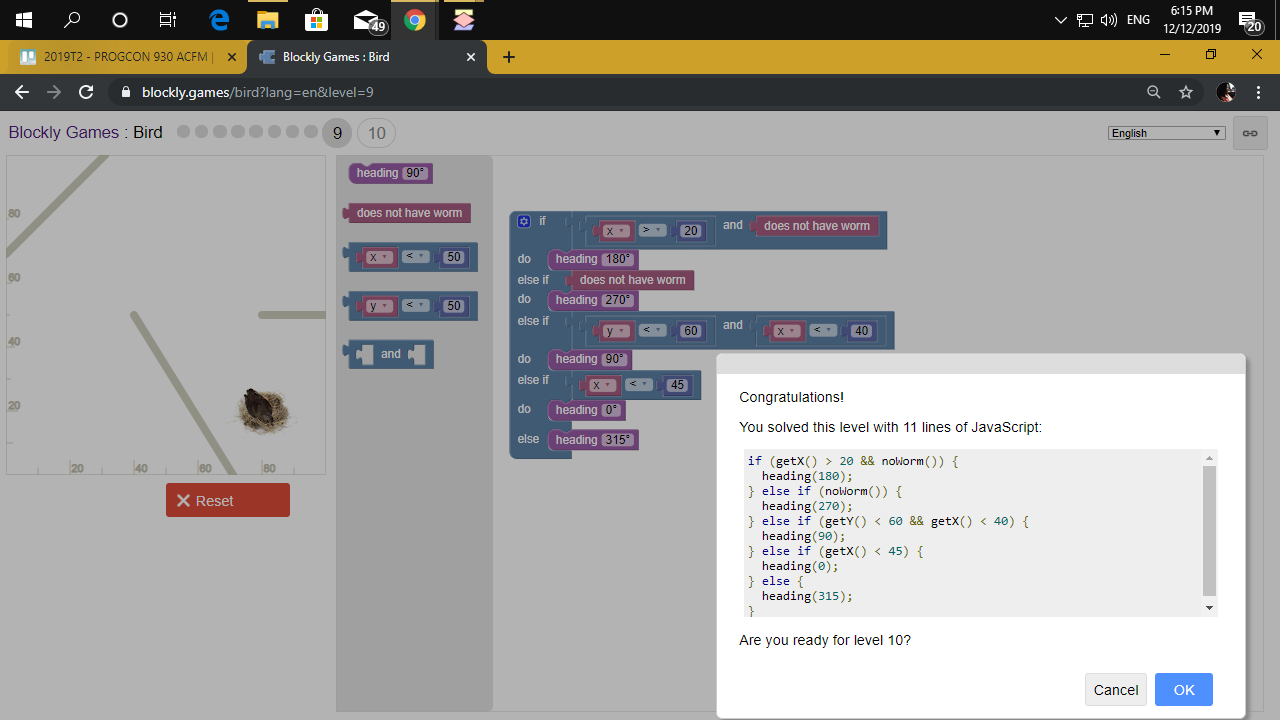 49
ENG
6:15 PM
12/12/2019
20
2019T2 - PROGCON 930 ACFM |
Blockly Games : Bird
blockly.games/bird?lang=en&level=9
Blockly Games : Bird
9
10
English
80
60
40
20
20
40
60
80
heading 90°
does not have worm
x < 50
y < 50
and
if x > 20 and does not have worm
do heading 180°
else if does not have worm
do heading 270°
else if y < 60 and x < 40
do heading 90°
else if x < 45
do heading 0°
else heading 315°
Reset
Congratulations!
You solved this level with 11 lines of JavaScript:
if (getX() > 20 && noWorm()) {
heading(180);
} else if (noWorm()) {
heading(270);
} else if (getY() < 60 && getX() < 40) {
heading(90);
} else if (getX() < 45) {
heading(0);
} else {
heading(315);
}
Are you ready for level 10?
Cancel
OK